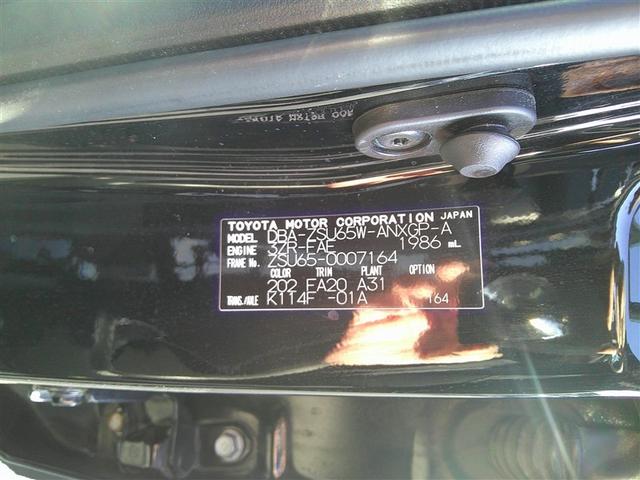 TOYOTA MOTOR CORPORATION JAPAN
MODEL DBA-ZSU65W-ANXGP-A
ENGINE 3ZR-FAE 1986 mL
FRAME No. ZSU65-0007164
COLOR TRIM PLANT OPTION
202 FA20 A31
TRANS./AXLE K114F -01A 164